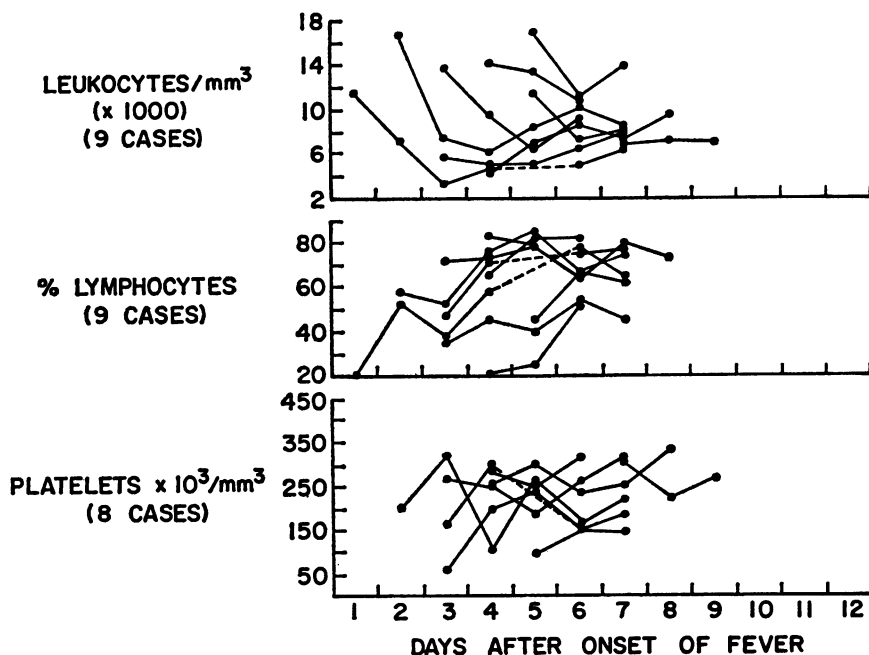 18
14
10
6
2
LEUKOCYTES/mm³
(x 1000)
(9 CASES)
80
60
40
20
% LYMPHOCYTES
(9 CASES)
450
350
250
150
50
PLATELETS x 10³/mm³
(8 CASES)
1 2 3 4 5 6 7 8 9 10 11 12
DAYS AFTER ONSET OF FEVER